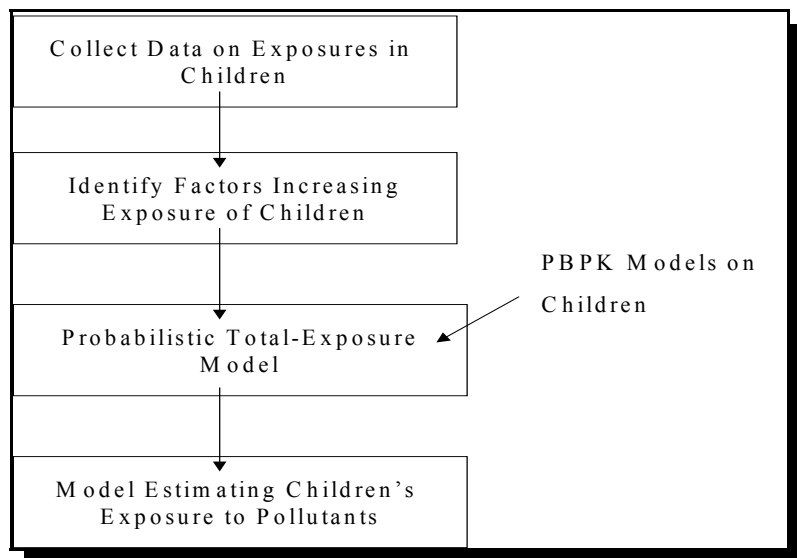 Collect Data on Exposures in
Children
Identify Factors Increasing
Exposure of Children
PBPK Models on
Children
Probabilistic Total-Exposure
Model
Model Estimating Children’s
Exposure to Pollutants